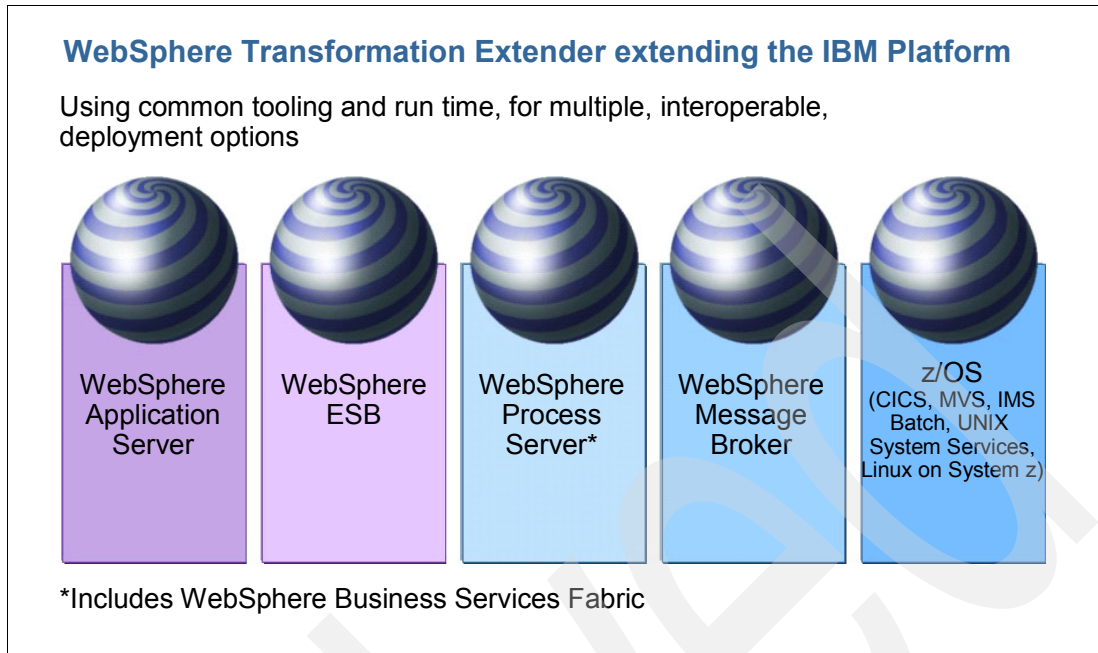 WebSphere Transformation Extender extending the IBM Platform
Using common tooling and run time, for multiple, interoperable,
deployment options
WebSphere
Application
Server
WebSphere
ESB
WebSphere
Process
Server*
WebSphere
Message
Broker
z/OS
(CICS, MVS, IMS
Batch, UNIX
System Services,
Linux on System z)
*Includes WebSphere Business Services Fabric